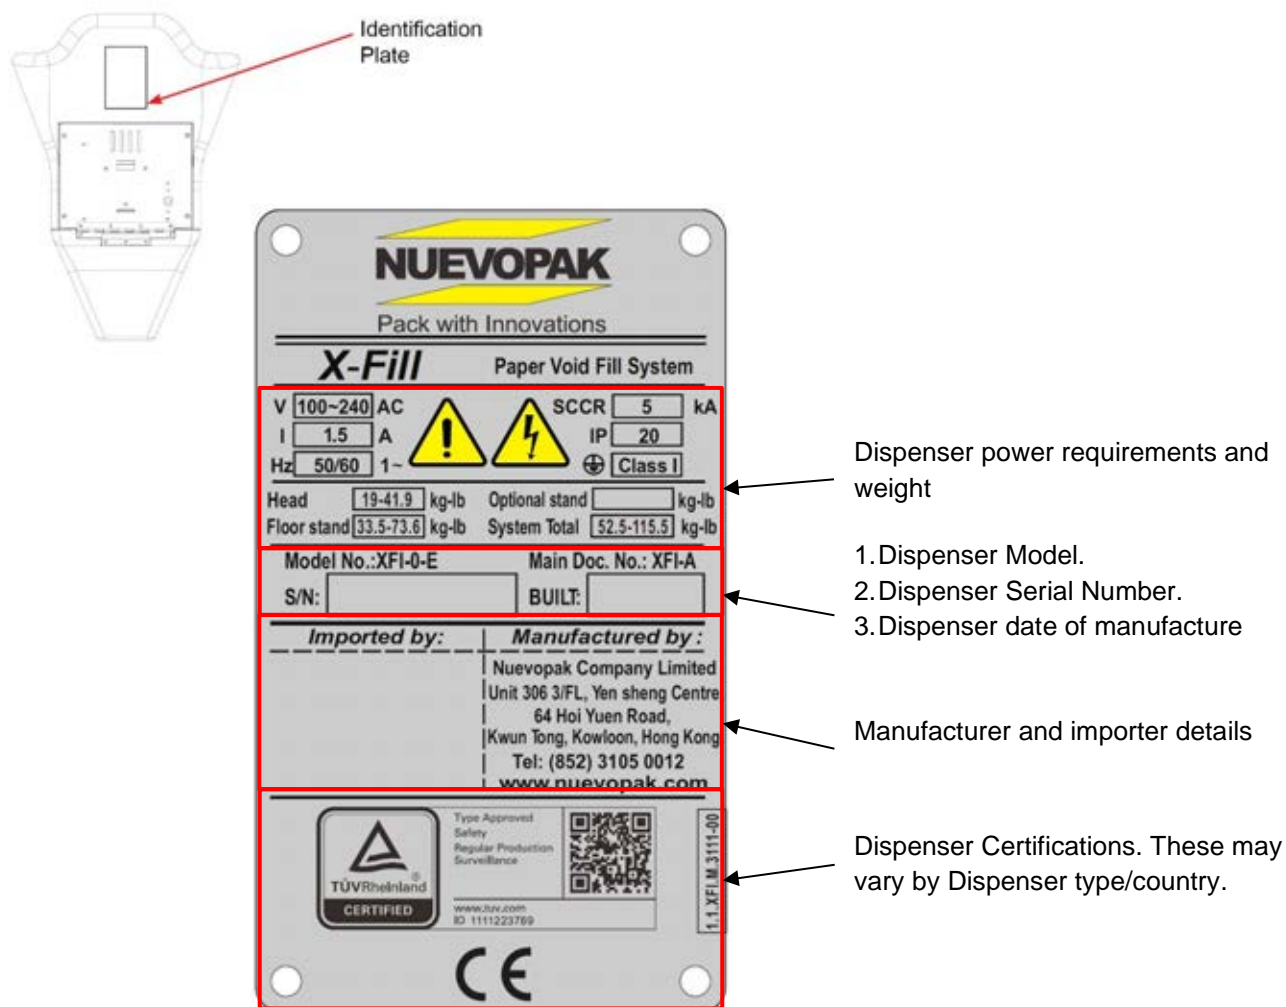 Identification
Plate
NUEVOPAK
Pack with Innovations
X-Fill Paper Void Fill System
V 100~240 AC SCCR 5 kA
I 1.5 A IP 20
Hz 50/60 1~ Class I
Head 19-41.9 kg-lb Optional stand kg-lb
Floor stand 33.5-73.6 kg-lb System Total 52.5-115.5 kg-lb
Model No.:XFI-0-E Main Doc. No.: XFI-A
S/N: BUILT:
Imported by: Manufactured by :
Nuevopak Company Limited
Unit 306 3/FL, Yen sheng Centre
64 Hoi Yuen Road,
Kwun Tong, Kowloon, Hong Kong
Tel: (852) 3105 0012
www.nuevopak.com
TÜVRheinland ®
CERTIFIED
Type Approved
Safety
Regular Production
Surveillance
www.tuv.com
ID 1111223769
1.1.XFI.M.3111-00
CE
Dispenser power requirements and
weight
1.Dispenser Model.
2.Dispenser Serial Number.
3.Dispenser date of manufacture
Manufacturer and importer details
Dispenser Certifications. These may
vary by Dispenser type/country.